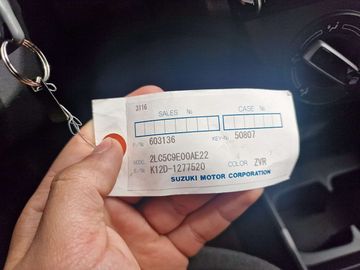 3116
SALES № CASE №
P/№ 603136 KEY-№ 50807
MODEL 2LC5C9E00AE22
E/№ K12D-1277520 COLOR ZVR
SUZUKI MOTOR CORPORATION